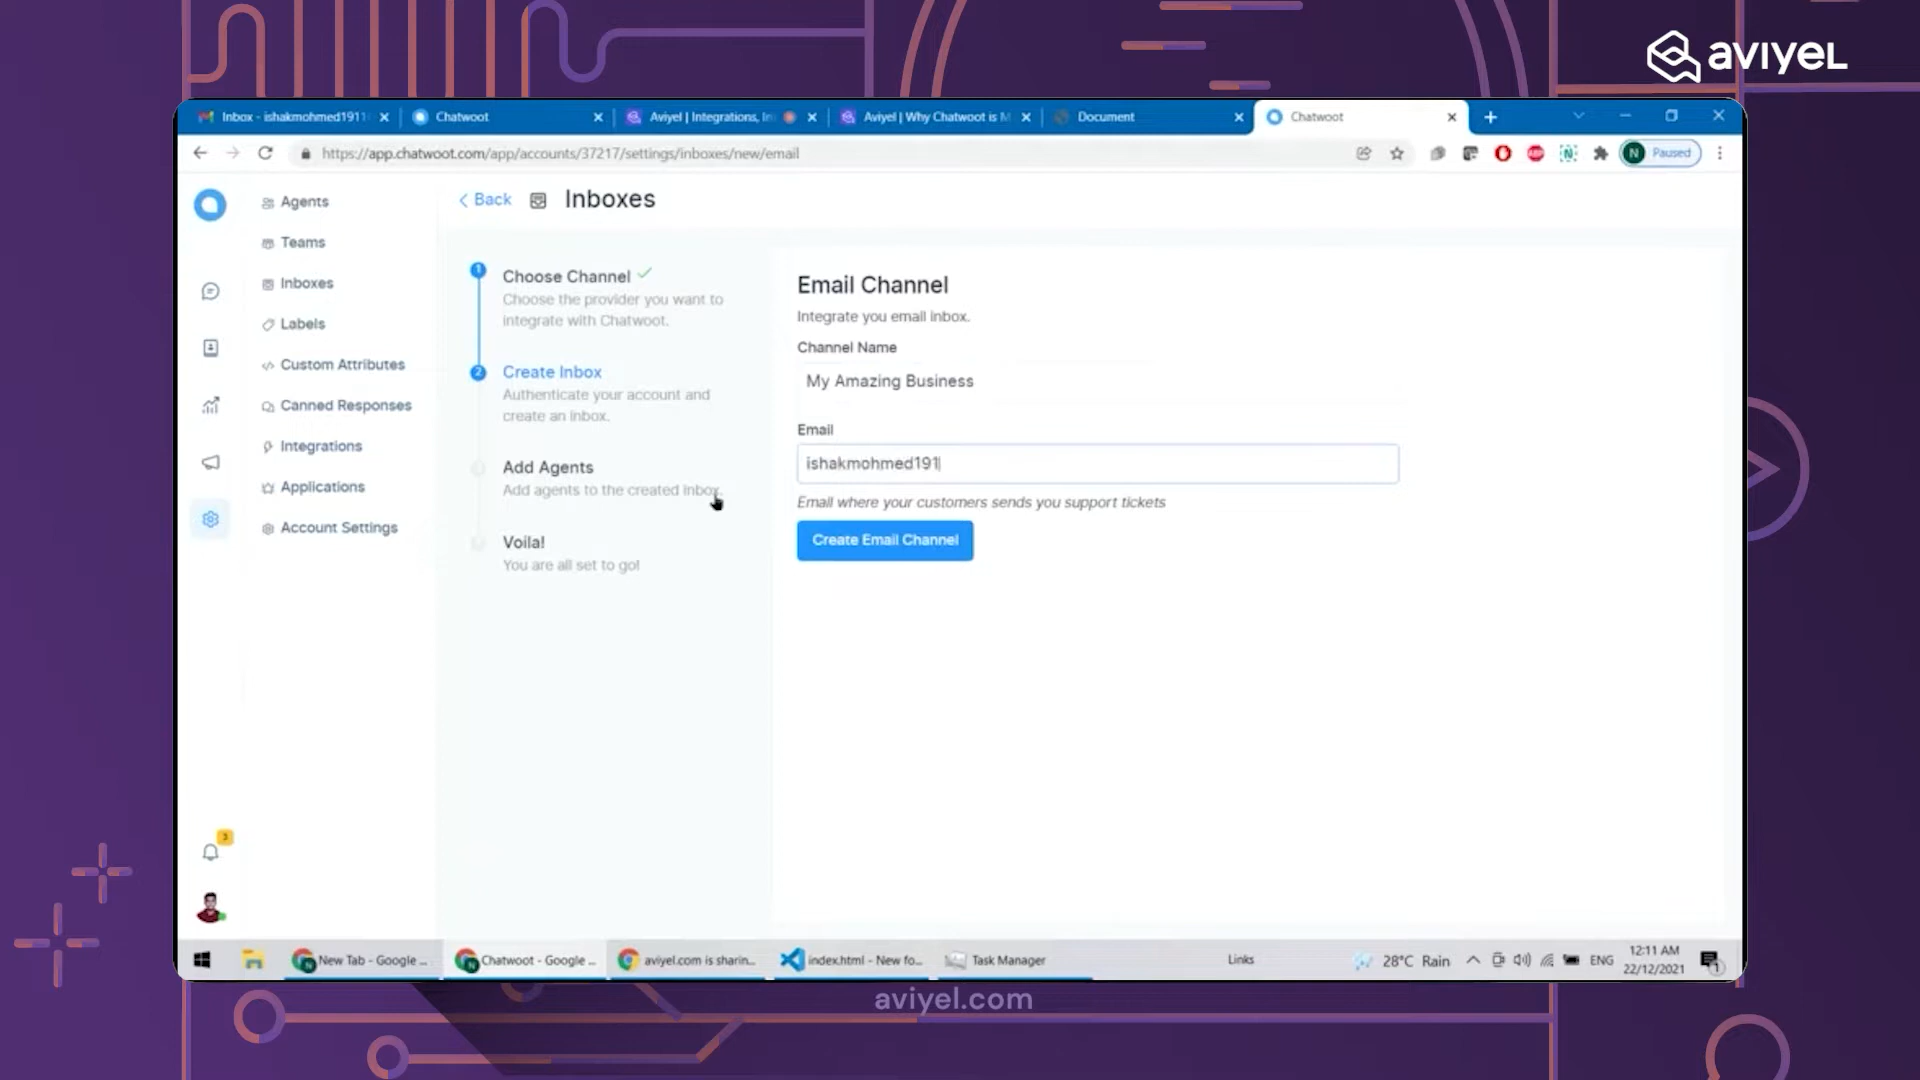 AVIYEL
Inbox - ishakmohmed1911
Chatwoot
Aviyel | Integrations, In
Aviyel | Why Chatwoot is M
Document
Chatwoot
https://app.chatwoot.com/app/accounts/37217/settings/inboxes/new/email
N
Paused
Agents
Teams
Inboxes
Labels
Custom Attributes
Canned Responses
Integrations
Applications
Account Settings
3
Back
Inboxes
1
Choose Channel
Choose the provider you want to
integrate with Chatwoot.
2
Create Inbox
Authenticate your account and
create an inbox.
Add Agents
Add agents to the created inbox.
Voila!
You are all set to go!
Email Channel
Integrate you email inbox.
Channel Name
My Amazing Business
Email
ishakmohmed191
Email where your customers sends you support tickets
Create Email Channel
New Tab - Google ...
Chatwoot - Google ...
aviyel.com is sharin...
index.html - New fo...
Task Manager
Links
28°C Rain
ENG
12:11 AM
22/12/2021
1
aviyel.com